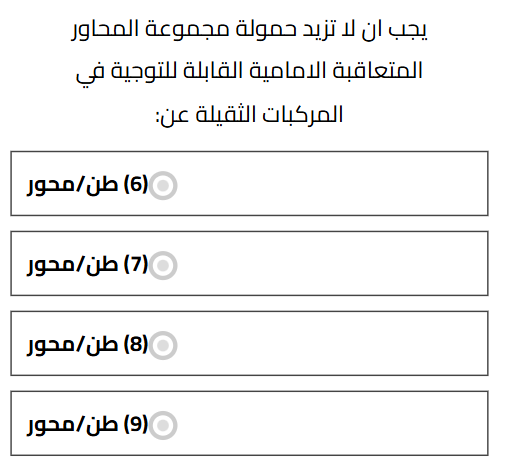 يجب ان لا تزيد حمولة مجموعة المحاور
المتعاقبة الامامية القابلة للتوجية في
المركبات الثقيلة عن:
(6) طن/محور
(7) طن/محور
(8) طن/محور
(9) طن/محور